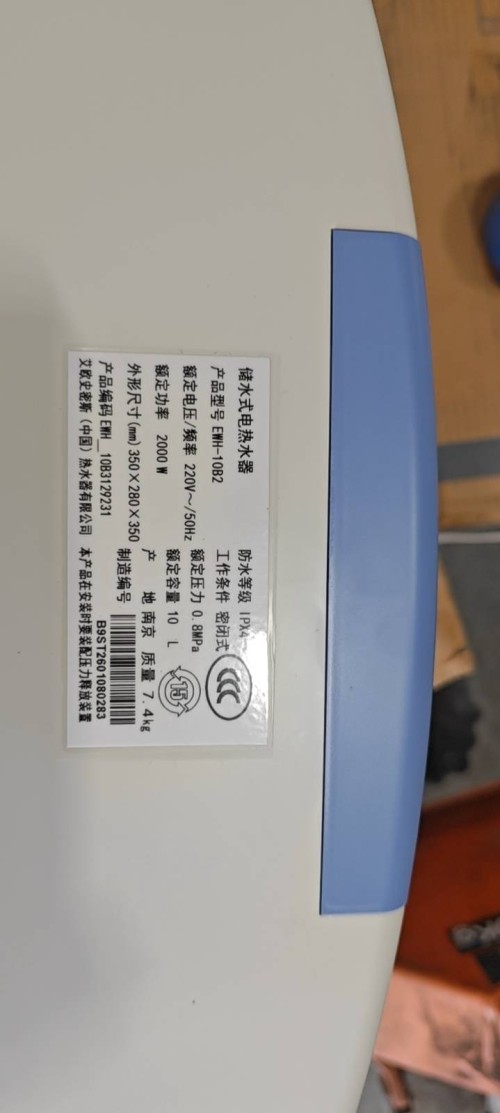 储水式电热水器 防水等级 IPX4
产品型号 EWH-10B2 工作条件 密闭式
额定电压/频率 220V～/50Hz 额定压力 0.8MPa
额定功率 2000 W 额定容量 10 L
外形尺寸(mm) 350×280×350 产 地 南京 质量 7.4kg
产品编码 EWH_10B3129231 制造编号
B9ST2601080283
艾欧史密斯（中国）热水器有限公司 本产品在安装时要装配压力释放装置
CCC
15